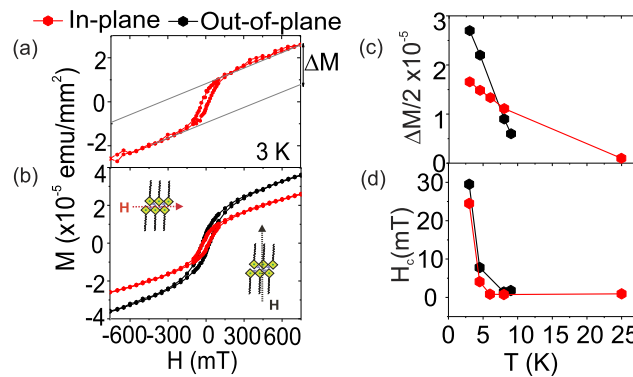 In-plane Out-of-plane
(a)
2
0
-2
ΔM
3 K
(b)
4
2
0
-2
-4
H
H
M (x10⁻⁵ emu/mm²)
-600 -300 0 300 600
H (mT)
(c)
3
2
1
0
ΔM/2 x10⁻⁵
(d)
30
20
10
0
H꜀(mT)
0 5 10 15 20 25
T (K)